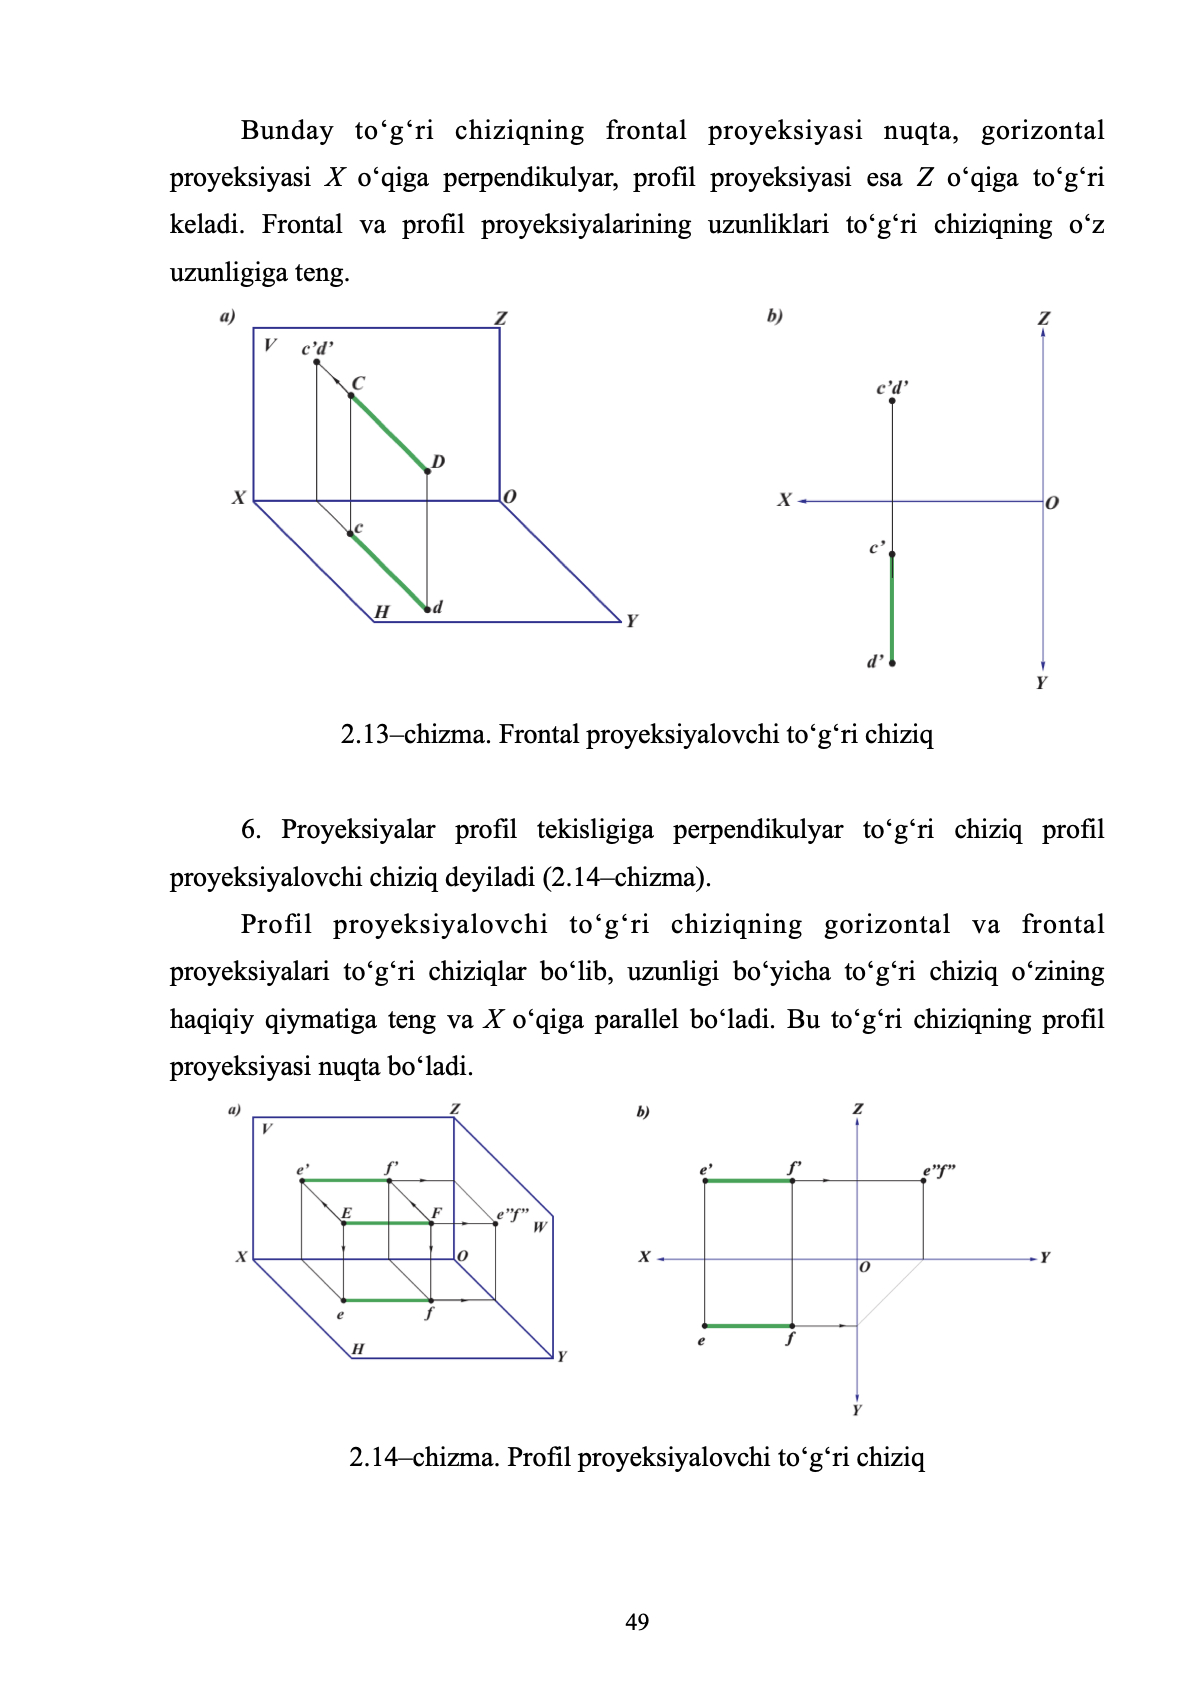 Bunday to‘g‘ri chiziqning frontal proyeksiyasi nuqta, gorizontal
proyeksiyasi X o‘qiga perpendikulyar, profil proyeksiyasi esa Z o‘qiga to‘g‘ri
keladi. Frontal va profil proyeksiyalarining uzunliklari to‘g‘ri chiziqning o‘z
uzunligiga teng.
a)
Z
V
c’d’
C
D
X
O
c
H
d
Y
b)
Z
c’d’
X
O
c’
d’
Y
2.13–chizma. Frontal proyeksiyalovchi to‘g‘ri chiziq
6. Proyeksiyalar profil tekisligiga perpendikulyar to‘g‘ri chiziq profil
proyeksiyalovchi chiziq deyiladi (2.14–chizma).
Profil proyeksiyalovchi to‘g‘ri chiziqning gorizontal va frontal
proyeksiyalari to‘g‘ri chiziqlar bo‘lib, uzunligi bo‘yicha to‘g‘ri chiziq o‘zining
haqiqiy qiymatiga teng va X o‘qiga parallel bo‘ladi. Bu to‘g‘ri chiziqning profil
proyeksiyasi nuqta bo‘ladi.
a)
Z
V
e’
f’
E
F
e”f”
W
X
O
e
f
H
Y
b)
Z
e’
f’
e”f”
X
O
Y
e
f
Y
2.14–chizma. Profil proyeksiyalovchi to‘g‘ri chiziq
49